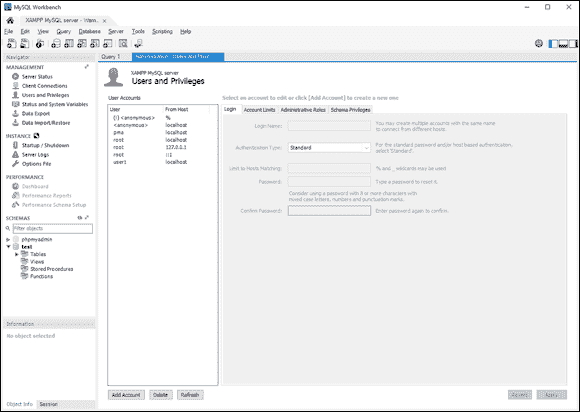 MySQL Workbench
XAMPP MySQL server - Warn...
File Edit View Query Database Server Tools Scripting Help
Navigator
MANAGEMENT
Server Status
Client Connections
Users and Privileges
Status and System Variables
Data Export
Data Import/Restore
INSTANCE
Startup / Shutdown
Server Logs
Options File
PERFORMANCE
Dashboard
Performance Reports
Performance Schema Setup
SCHEMAS
Filter objects
phpmyadmin
test
Tables
Views
Stored Procedures
Functions
Information
No object selected
Object Info Session
Query 1
XAMPP MySQL server
Users and Privileges
User Accounts
User From Host
(!) <anonymous> %
<anonymous> localhost
pma localhost
root localhost
root 127.0.0.1
root ::1
user1 localhost
Add Account Delete Refresh
Select an account to edit or click [Add Account] to create a new one
Login Account Limits Administrative Roles Schema Privileges
Login Name: You may create multiple accounts with the same name
to connect from different hosts.
Authentication Type: Standard For the standard password and/or host based authentication,
select 'Standard'.
Limit to Hosts Matching: % and _ wildcards may be used
Password: Type a password to reset it.
Consider using a password with 8 or more characters with
mixed case letters, numbers and punctuation marks.
Confirm Password: Enter password again to confirm.
Revert Apply